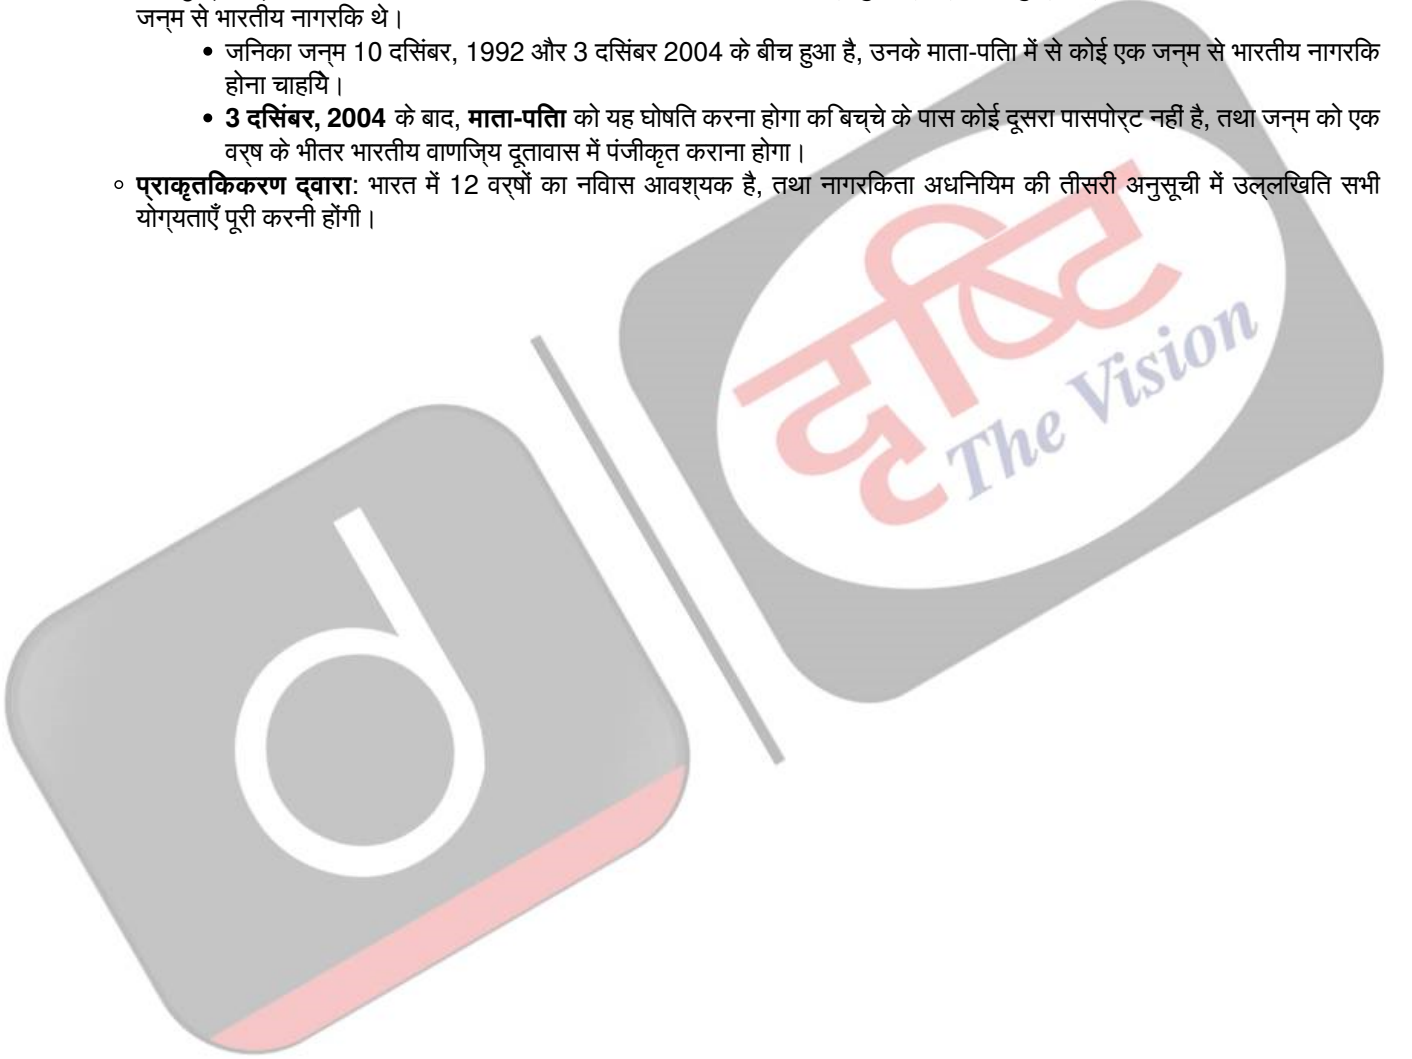 जन्म से भारतीय नागरिक थे।
• जिनका जन्म 10 दिसंबर, 1992 और 3 दिसंबर 2004 के बीच हुआ है, उनके माता-पिता में से कोई एक जन्म से भारतीय नागरिक
होना चाहिये।
• 3 दिसंबर, 2004 के बाद, माता-पिता को यह घोषित करना होगा कि बच्चे के पास कोई दूसरा पासपोर्ट नहीं है, तथा जन्म को एक
वर्ष के भीतर भारतीय वाणिज्य दूतावास में पंजीकृत कराना होगा।
○ प्राकृतिकिकरण द्वारा: भारत में 12 वर्षों का निवास आवश्यक है, तथा नागरिकता अधिनियम की तीसरी अनुसूची में उल्लिखित सभी
योग्यताएँ पूरी करनी होंगी।
दृष्टि
The Vision
d